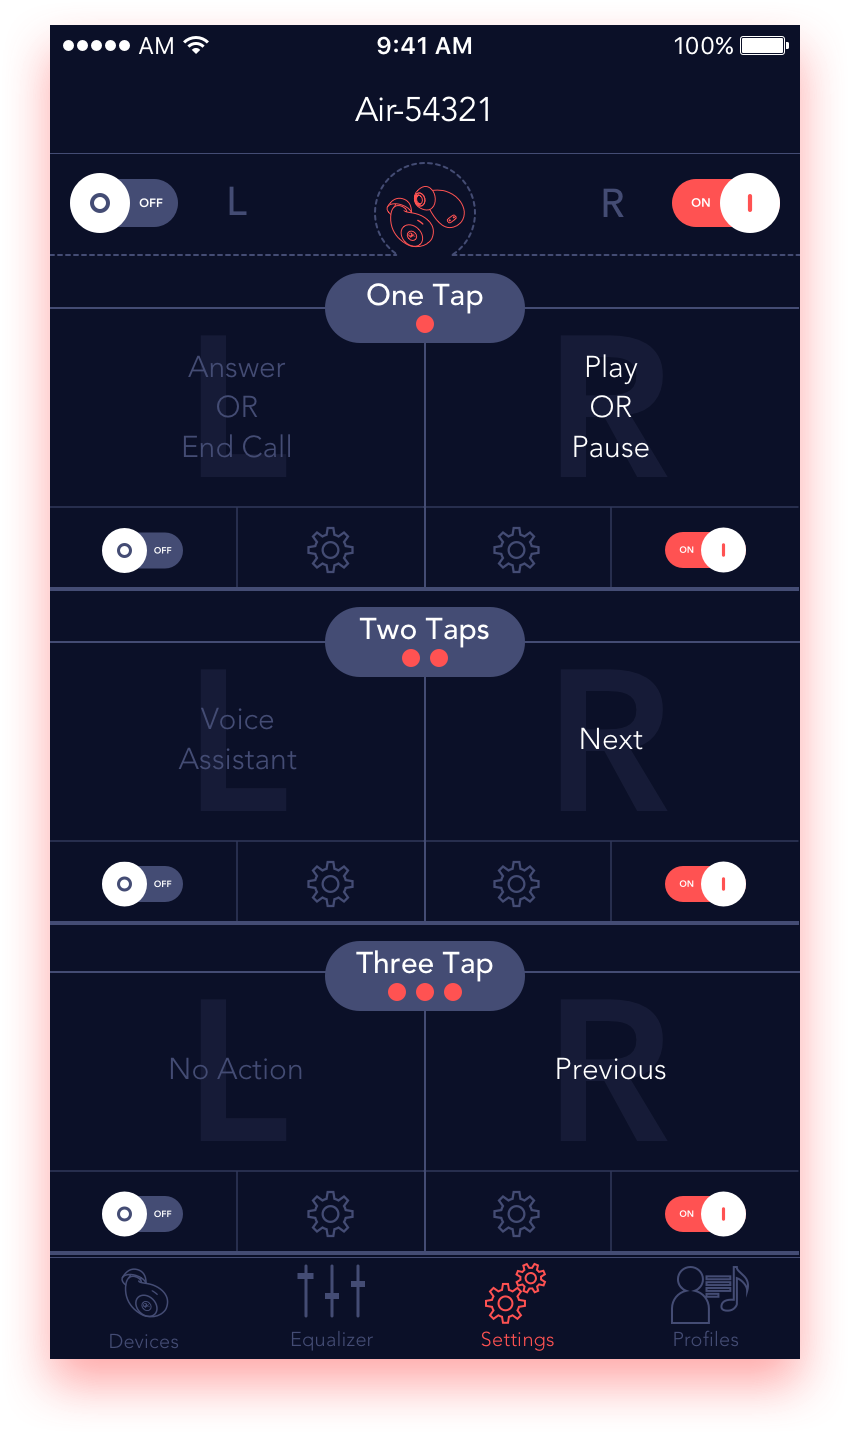 AM 9:41 AM 100%
Air-54321
OFF L R ON
One Tap
L R
Answer
OR
End Call
Play
OR
Pause
OFF ON
Two Taps
L R
Voice
Assistant
Next
OFF ON
Three Tap
L R
No Action
Previous
OFF ON
Devices Equalizer Settings Profiles